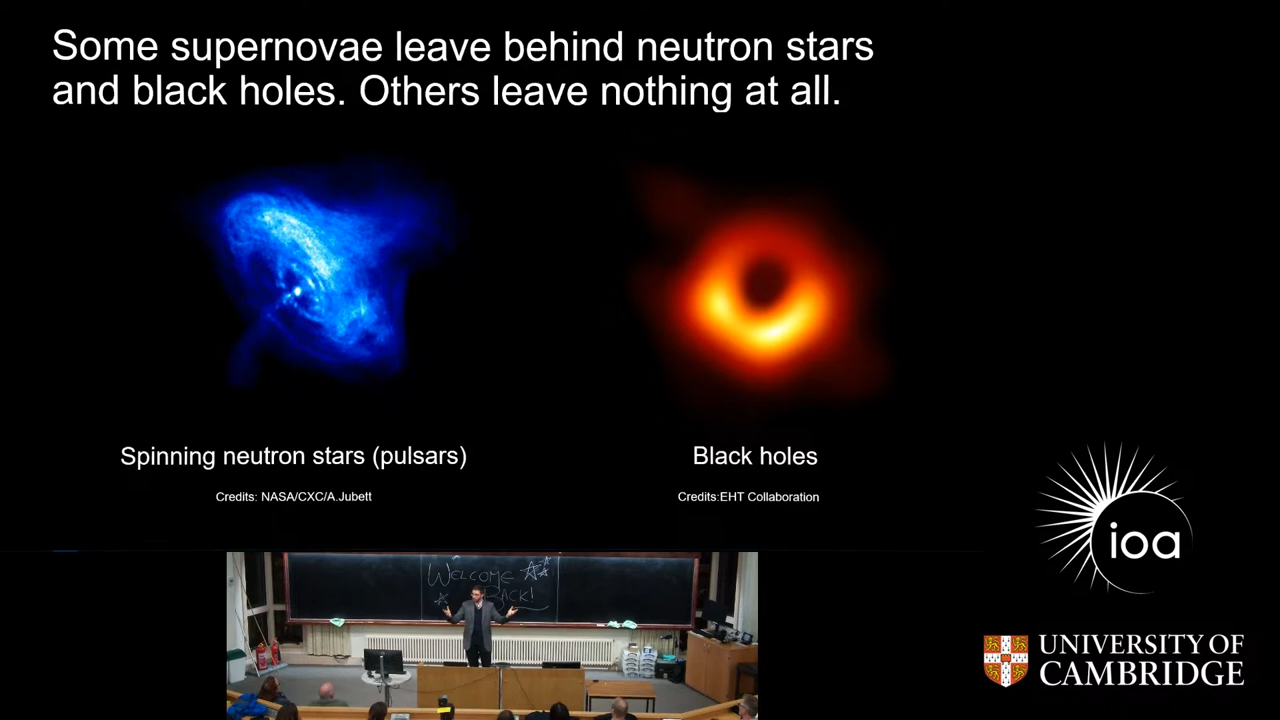 Some supernovae leave behind neutron stars
and black holes. Others leave nothing at all.
Spinning neutron stars (pulsars)
Credits: NASA/CXC/A.Jubett
Black holes
Credits:EHT Collaboration
ioa
WELCOME
BACK!
UNIVERSITY OF
CAMBRIDGE